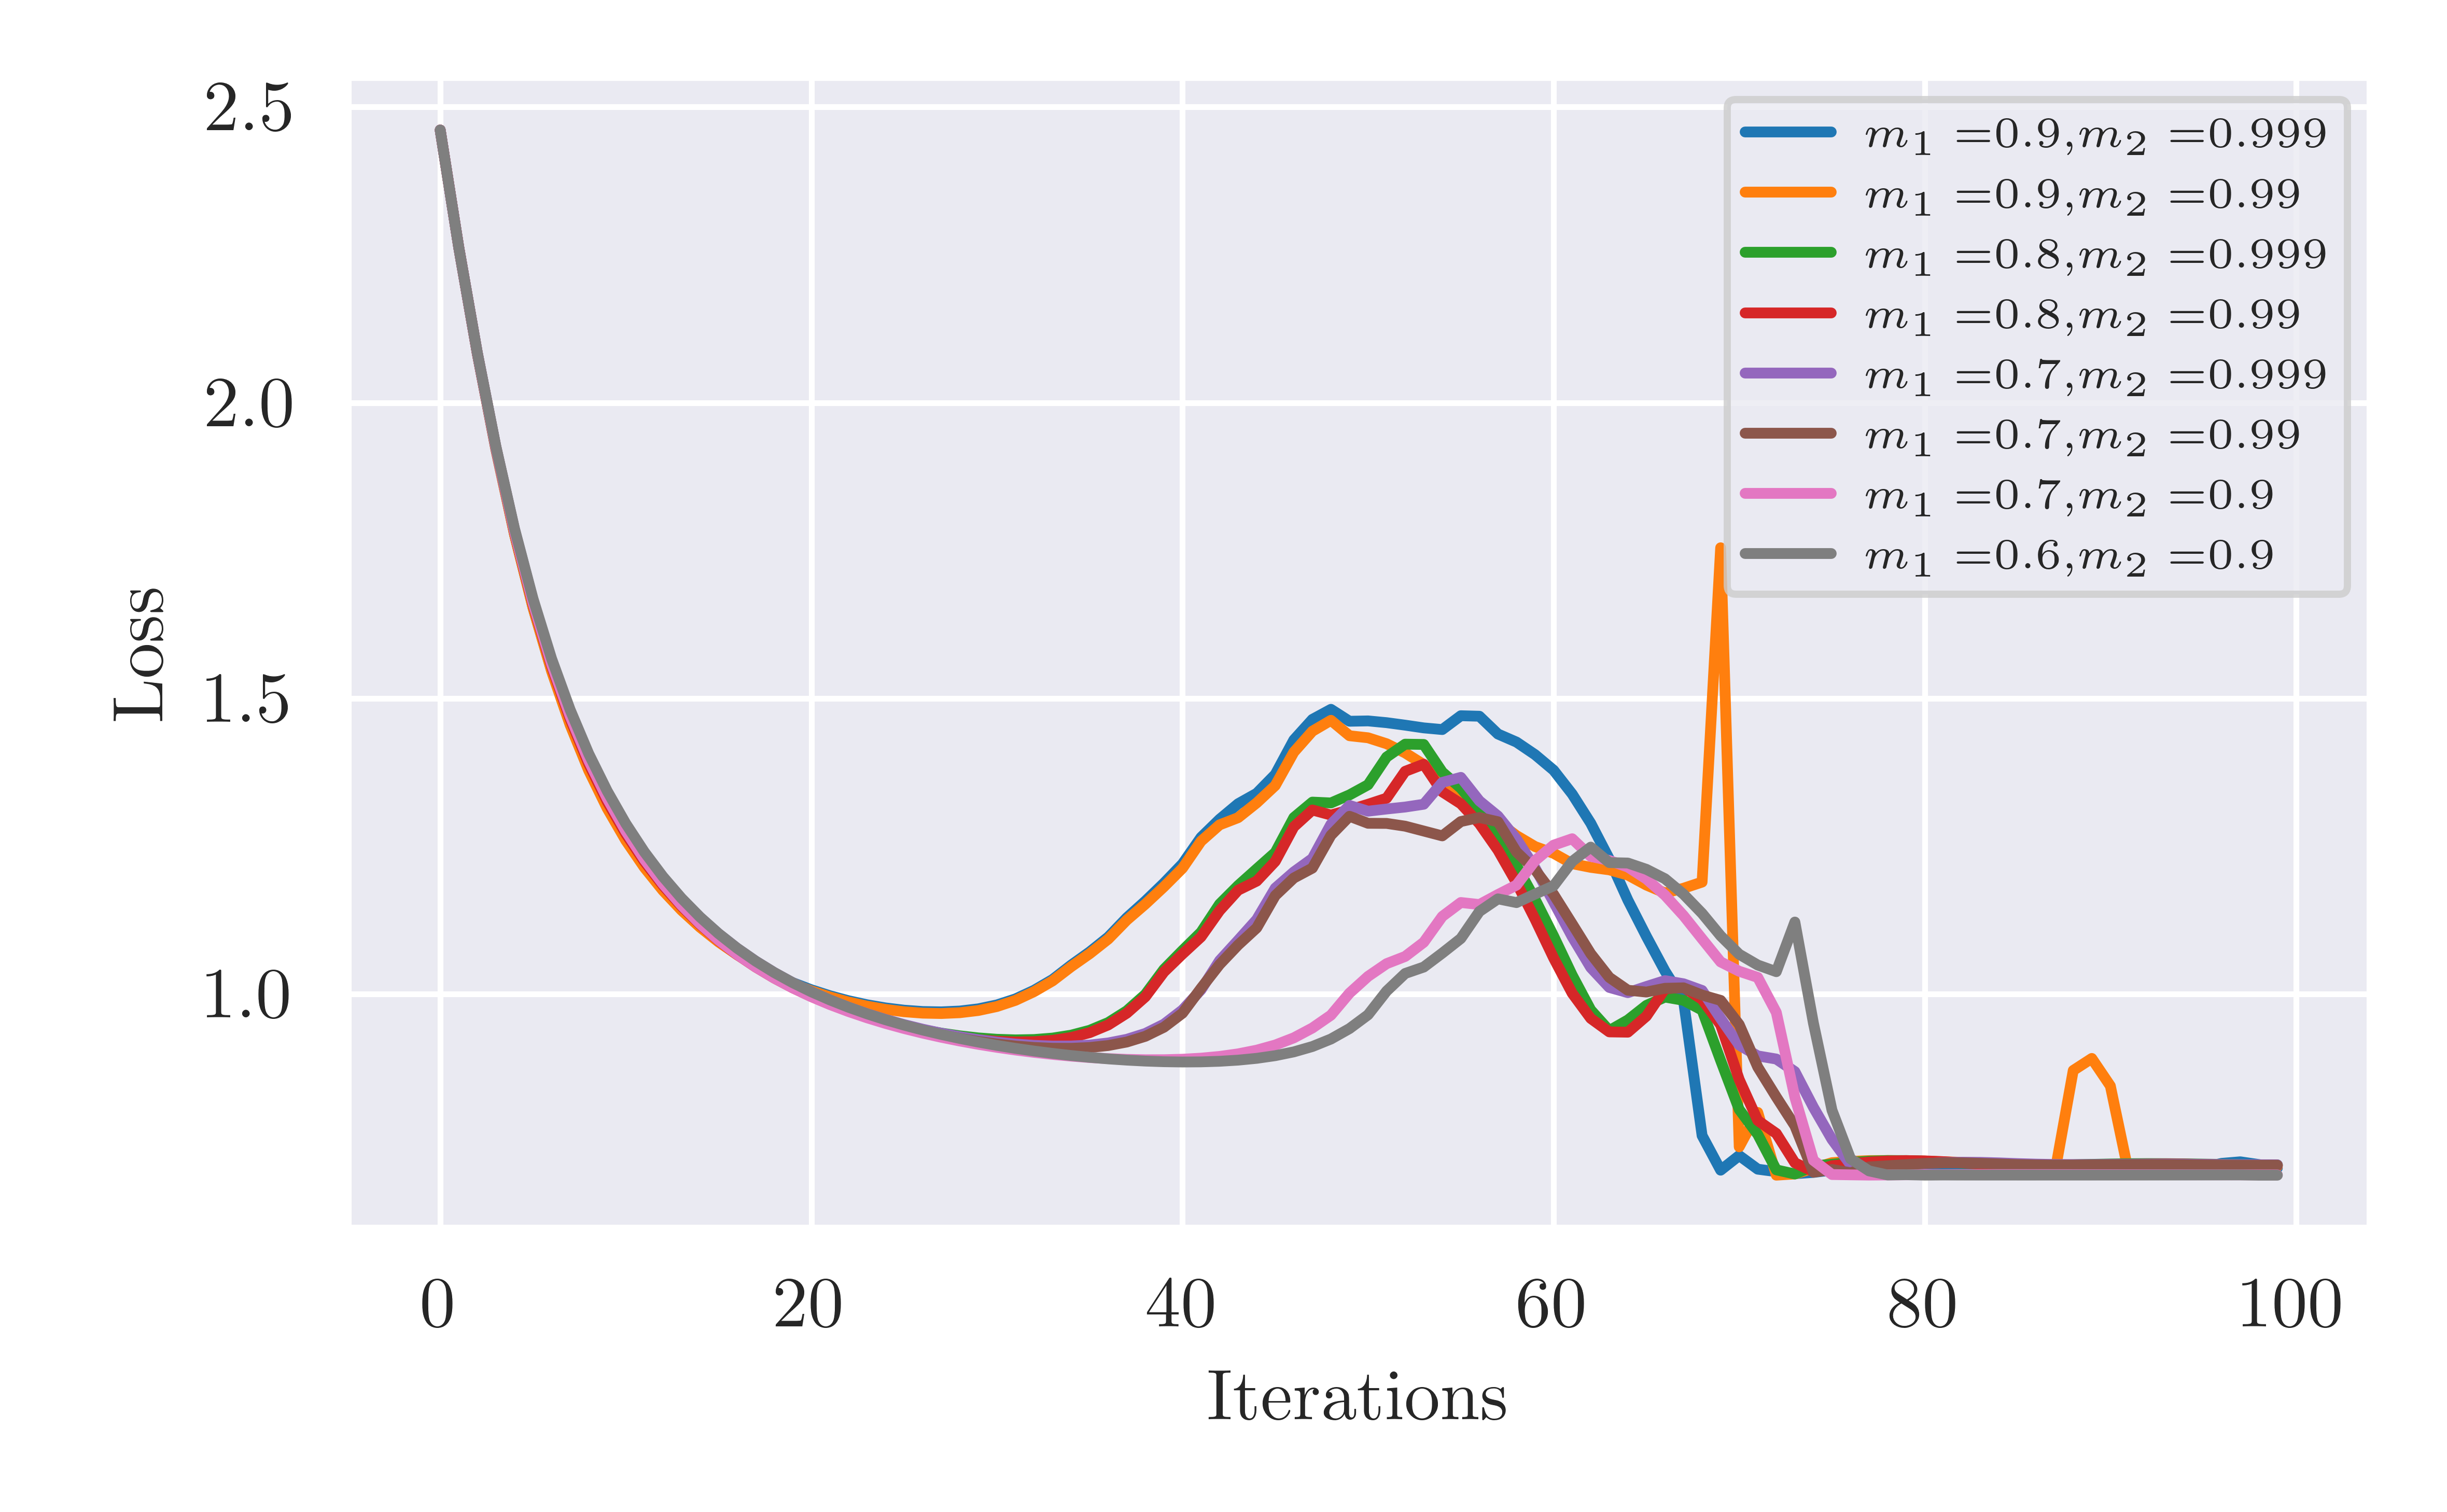 2.5
2.0
1.5
1.0
Loss
0 20 40 60 80 100
Iterations
m₁ =0.9,m₂ =0.999
m₁ =0.9,m₂ =0.99
m₁ =0.8,m₂ =0.999
m₁ =0.8,m₂ =0.99
m₁ =0.7,m₂ =0.999
m₁ =0.7,m₂ =0.99
m₁ =0.7,m₂ =0.9
m₁ =0.6,m₂ =0.9